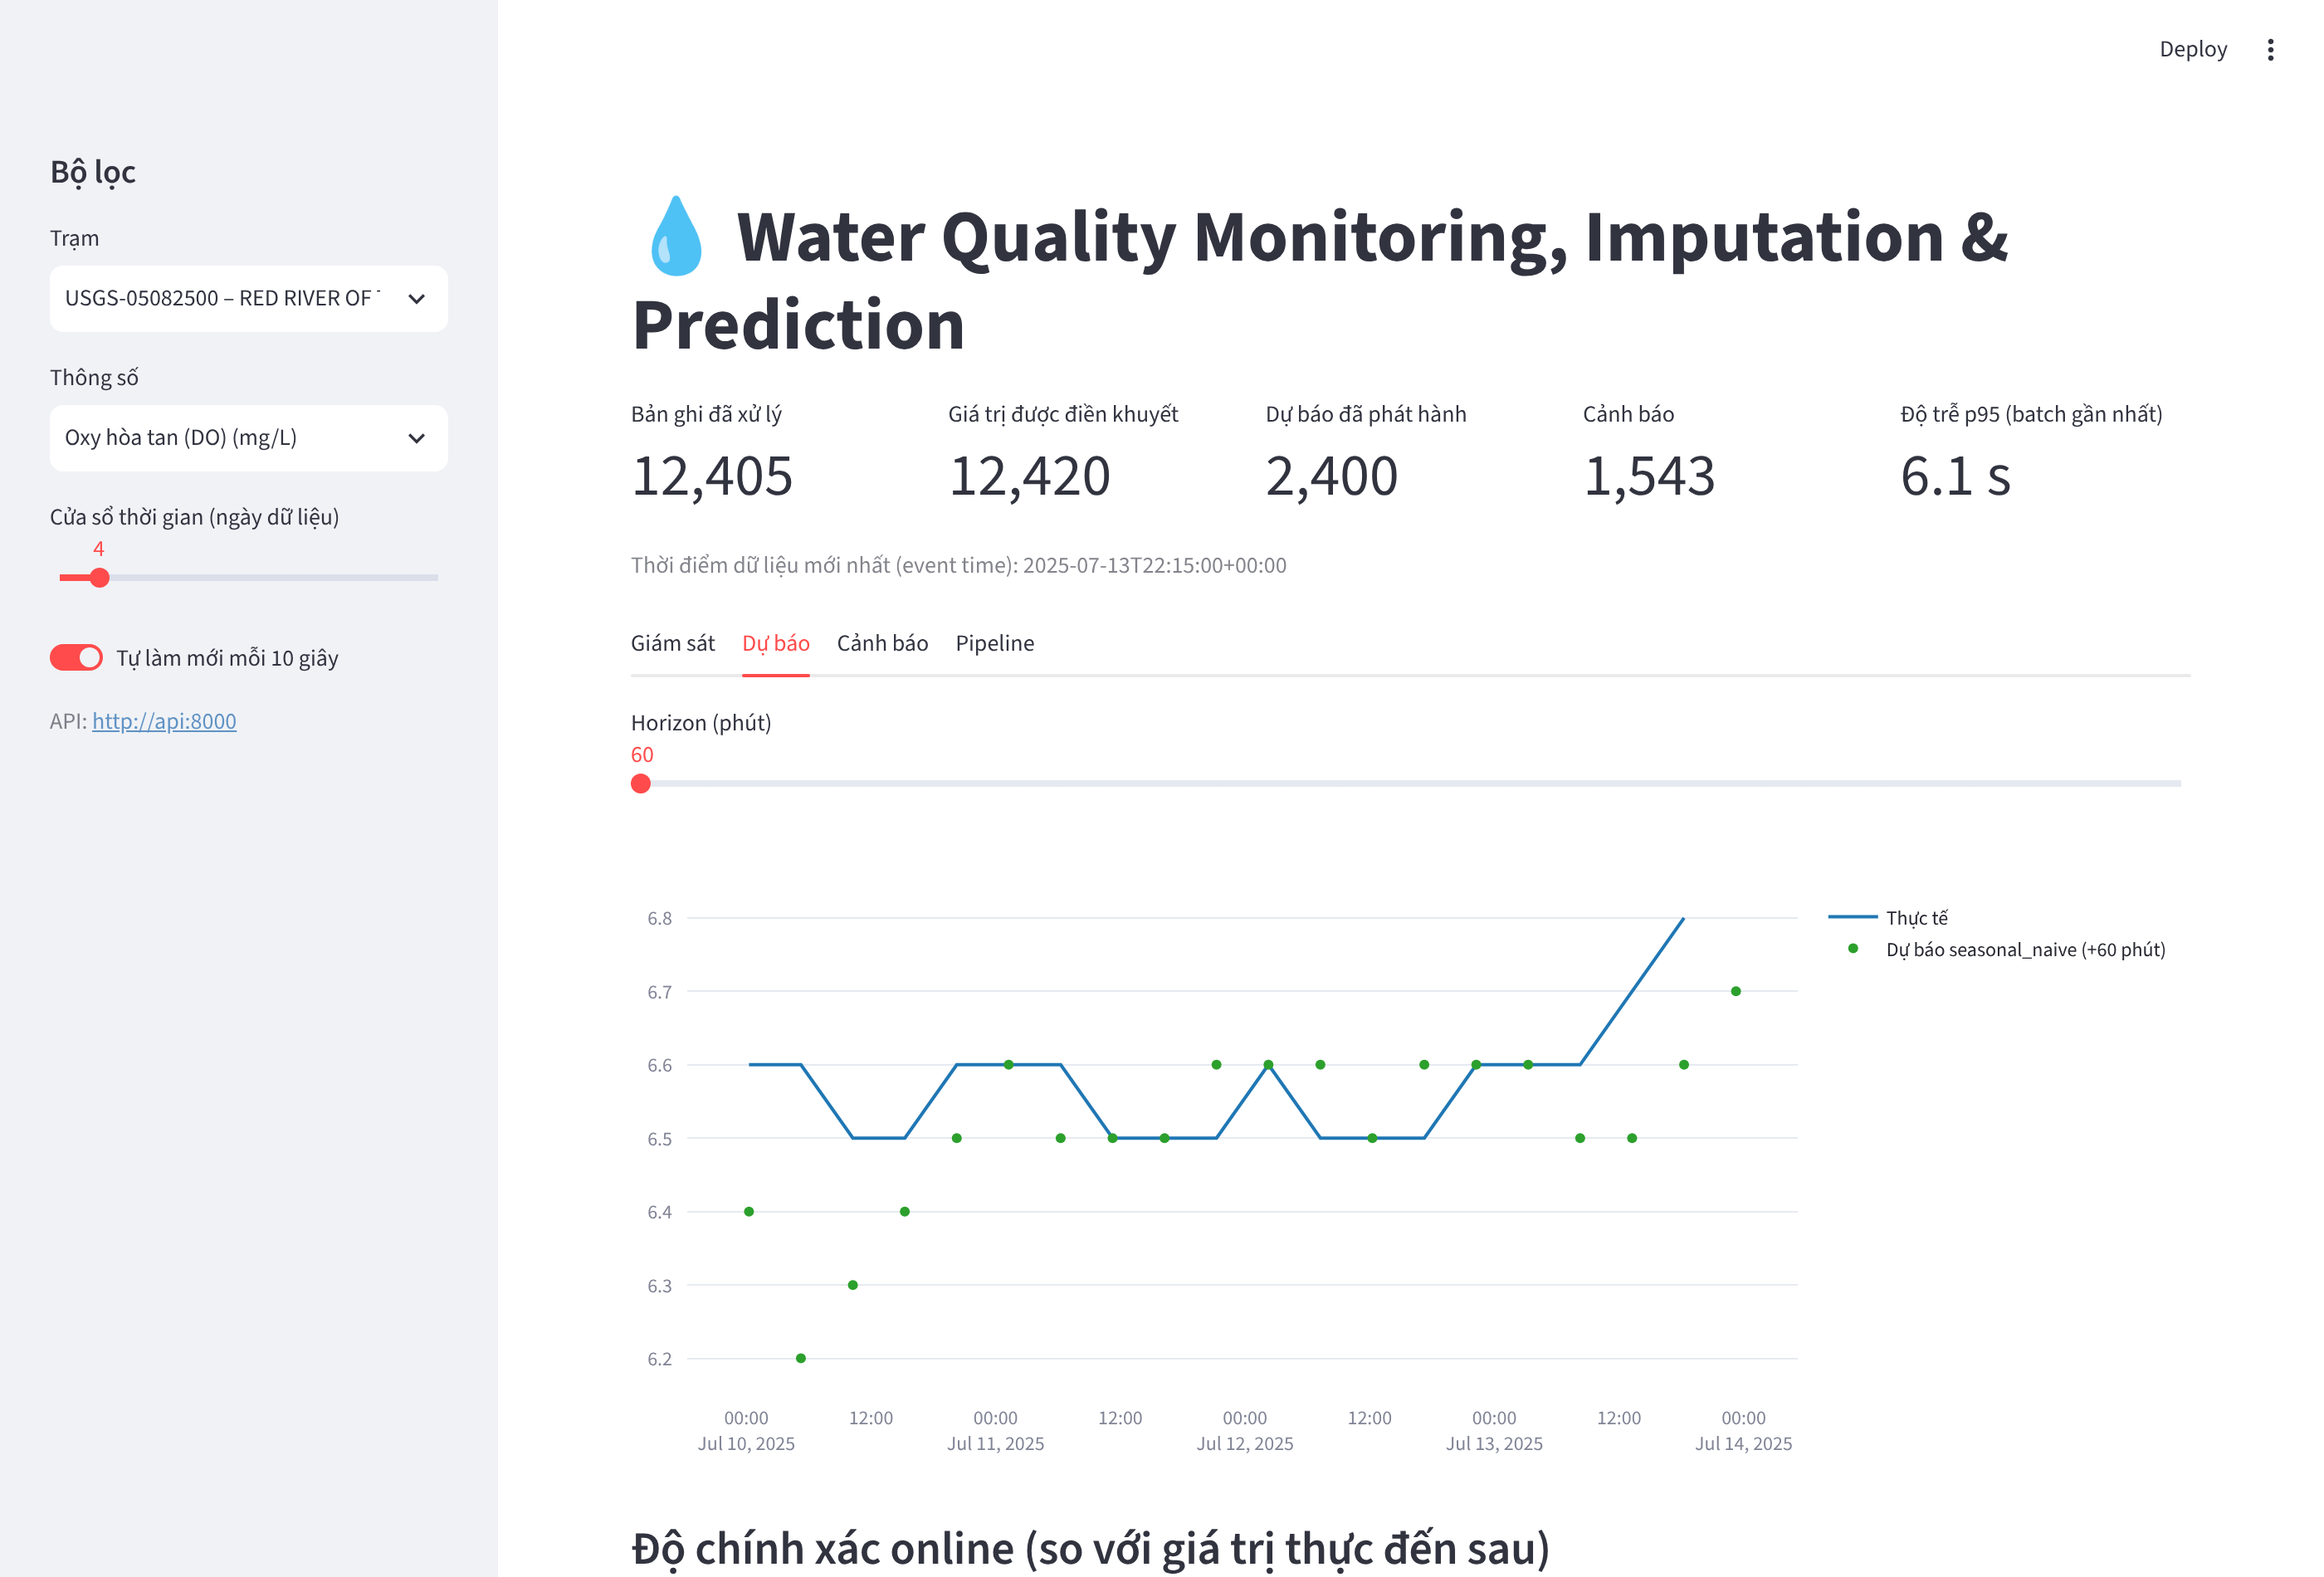 Deploy
Bộ lọc
Trạm
USGS-05082500 – RED RIVER OF
Thông số
Oxy hòa tan (DO) (mg/L)
Cửa sổ thời gian (ngày dữ liệu)
4
Tự làm mới mỗi 10 giây
API: http://api:8000
💧 Water Quality Monitoring, Imputation &
Prediction
Bản ghi đã xử lý
12,405
Giá trị được điền khuyết
12,420
Dự báo đã phát hành
2,400
Cảnh báo
1,543
Độ trễ p95 (batch gần nhất)
6.1 s
Thời điểm dữ liệu mới nhất (event time): 2025-07-13T22:15:00+00:00
Giám sát Dự báo Cảnh báo Pipeline
Horizon (phút)
60
6.8
6.7
6.6
6.5
6.4
6.3
6.2
00:00 12:00 00:00 12:00 00:00 12:00 00:00 12:00 00:00
Jul 10, 2025 Jul 11, 2025 Jul 12, 2025 Jul 13, 2025 Jul 14, 2025
Thực tế
Dự báo seasonal_naive (+60 phút)
Độ chính xác online (so với giá trị thực đến sau)